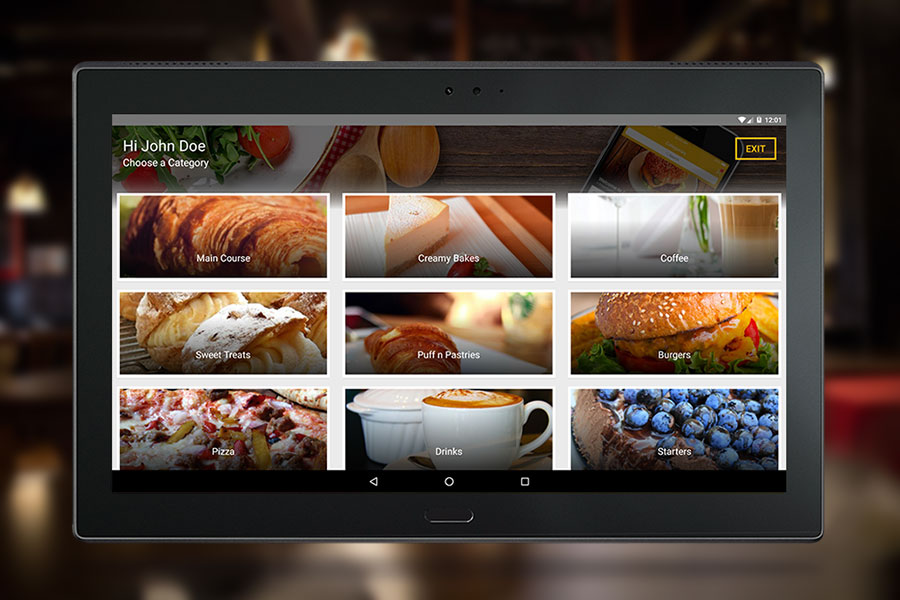 12:01
Hi John Doe
EXIT
Choose a Category
Main Course
Creamy Bakes
Coffee
Sweet Treats
Puff n Pastries
Burgers
Pizza
Drinks
Starters